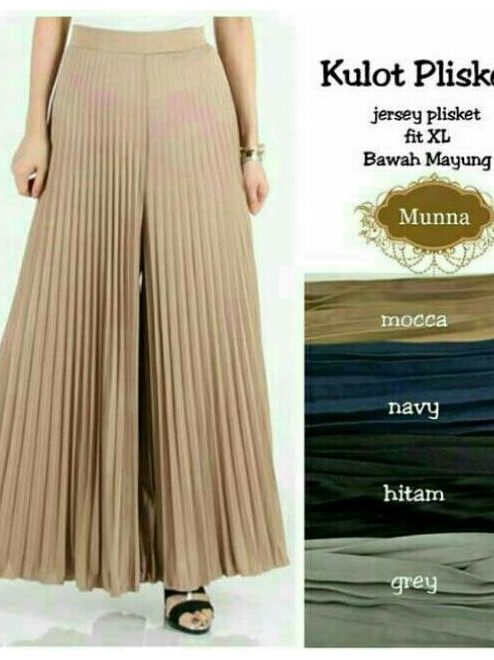 Kulot Pliske
jersey plisket
fit XL
Bawah Mayung
Munna
mocca
navy
hitam
grey